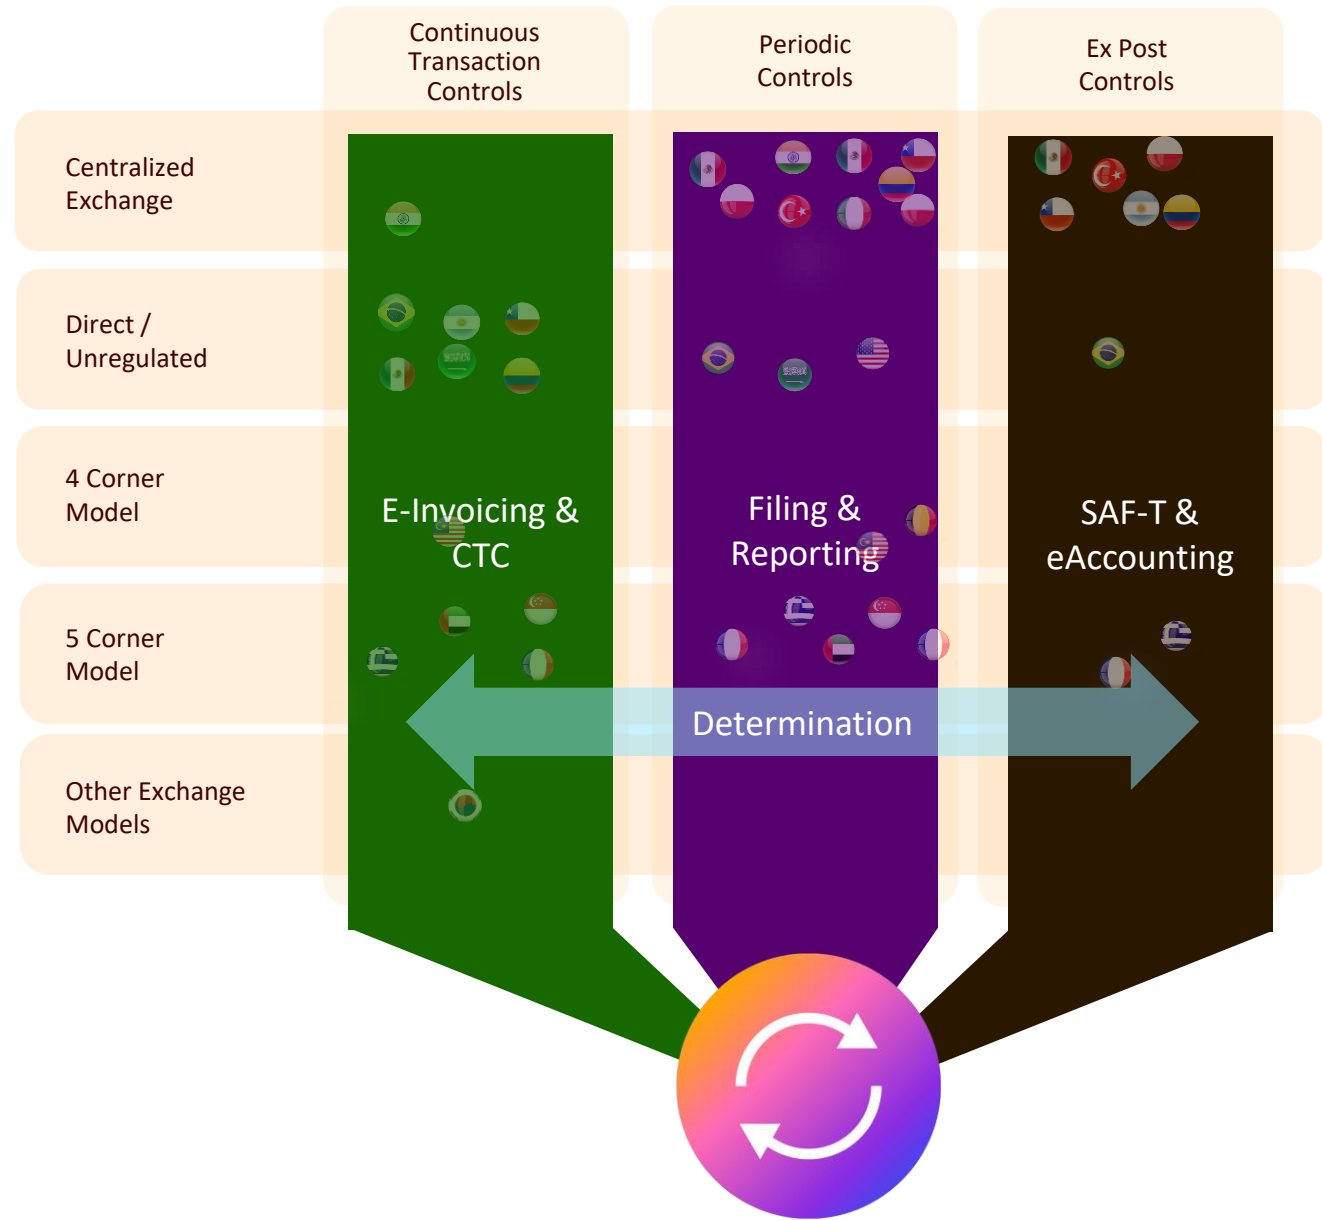 Continuous
Transaction
Controls
Periodic
Controls
Ex Post
Controls
Centralized
Exchange
Direct /
Unregulated
4 Corner
Model
E-Invoicing &
CTC
Filing &
Reporting
SAF-T &
eAccounting
5 Corner
Model
Determination
Other Exchange
Models